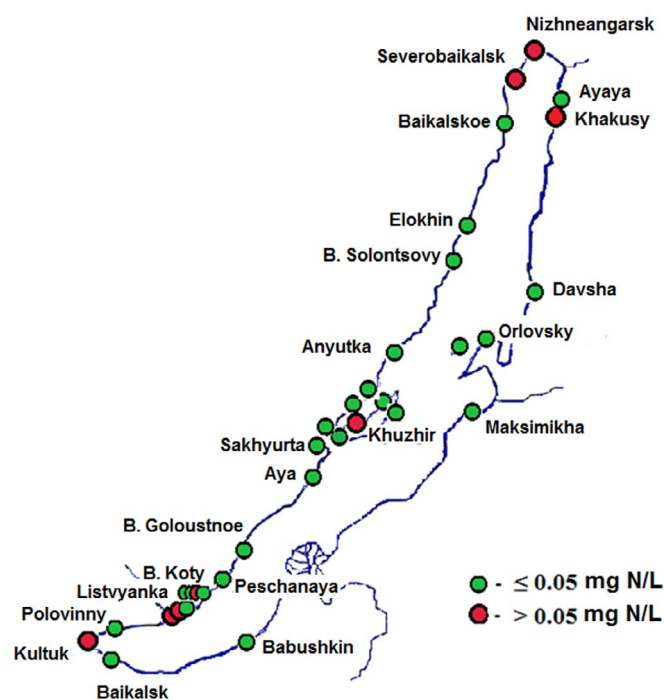 Nizhneangarsk
Severobaikalsk
Ayaya
Baikalskoe
Khakusy
Elokhin
B. Solontsovy
Davsha
Orlovsky
Anyutka
Maksimikha
Khuzhir
Sakhyurta
Aya
B. Goloustnoe
B. Koty
Listvyanka
Peschanaya
- ≤ 0.05 mg N/L
Polovinny
- > 0.05 mg N/L
Kultuk
Babushkin
Baikalsk